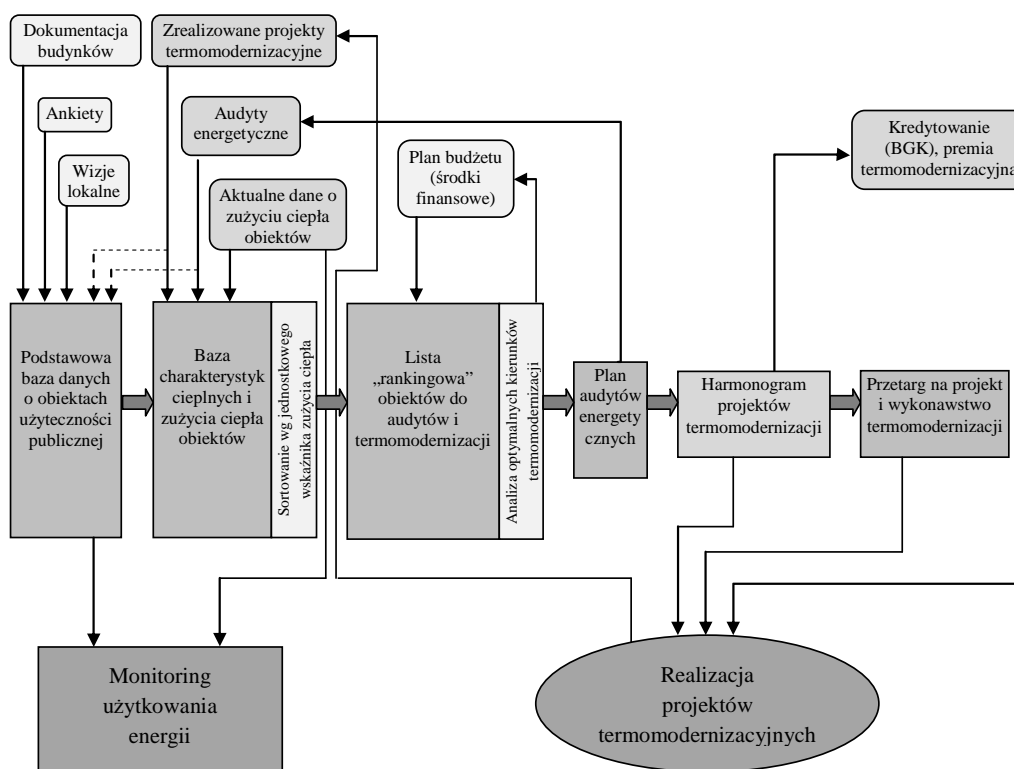 Dokumentacja
budynków
Zrealizowane projekty
termomodernizacyjne
Ankiety
Audyty
energetyczne
Kredytowanie
(BGK), premia
termomodernizacyjna
Wizje
lokalne
Plan budżetu
(środki
finansowe)
Aktualne dane o
zużyciu ciepła
obiektów
Podstawowa
baza danych
o obiektach
użyteczności
publicznej
Baza
charakterystyk
cieplnych i
zużycia ciepła
obiektów
Sortowanie wg jednostkowego
wskaźnika zużycia ciepła
Lista
„rankingowa”
obiektów do
audytów i
termomodernizacji
Analiza optymalnych kierunków
termomodernizacji
Plan
audytów
energety
cznych
Harmonogram
projektów
termomodernizacji
Przetarg na projekt
i wykonawstwo
termomodernizacji
Monitoring
użytkowania
energii
Realizacja
projektów
termomodernizacyjnych